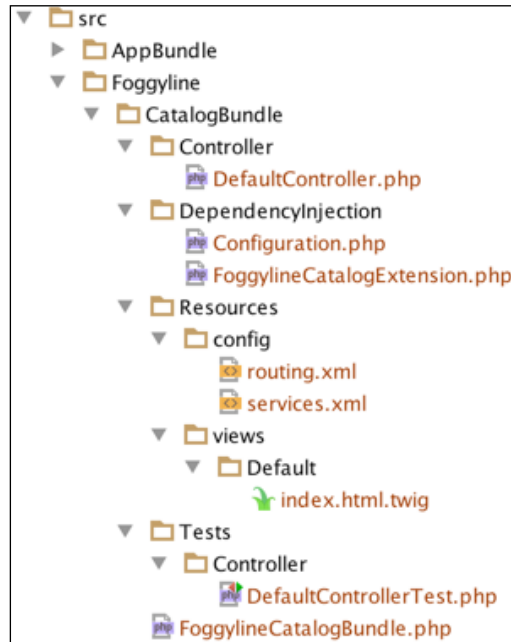 src
AppBundle
Foggyline
CatalogBundle
Controller
DefaultController.php
DependencyInjection
Configuration.php
FoggylineCatalogExtension.php
Resources
config
routing.xml
services.xml
views
Default
index.html.twig
Tests
Controller
DefaultControllerTest.php
FoggylineCatalogBundle.php